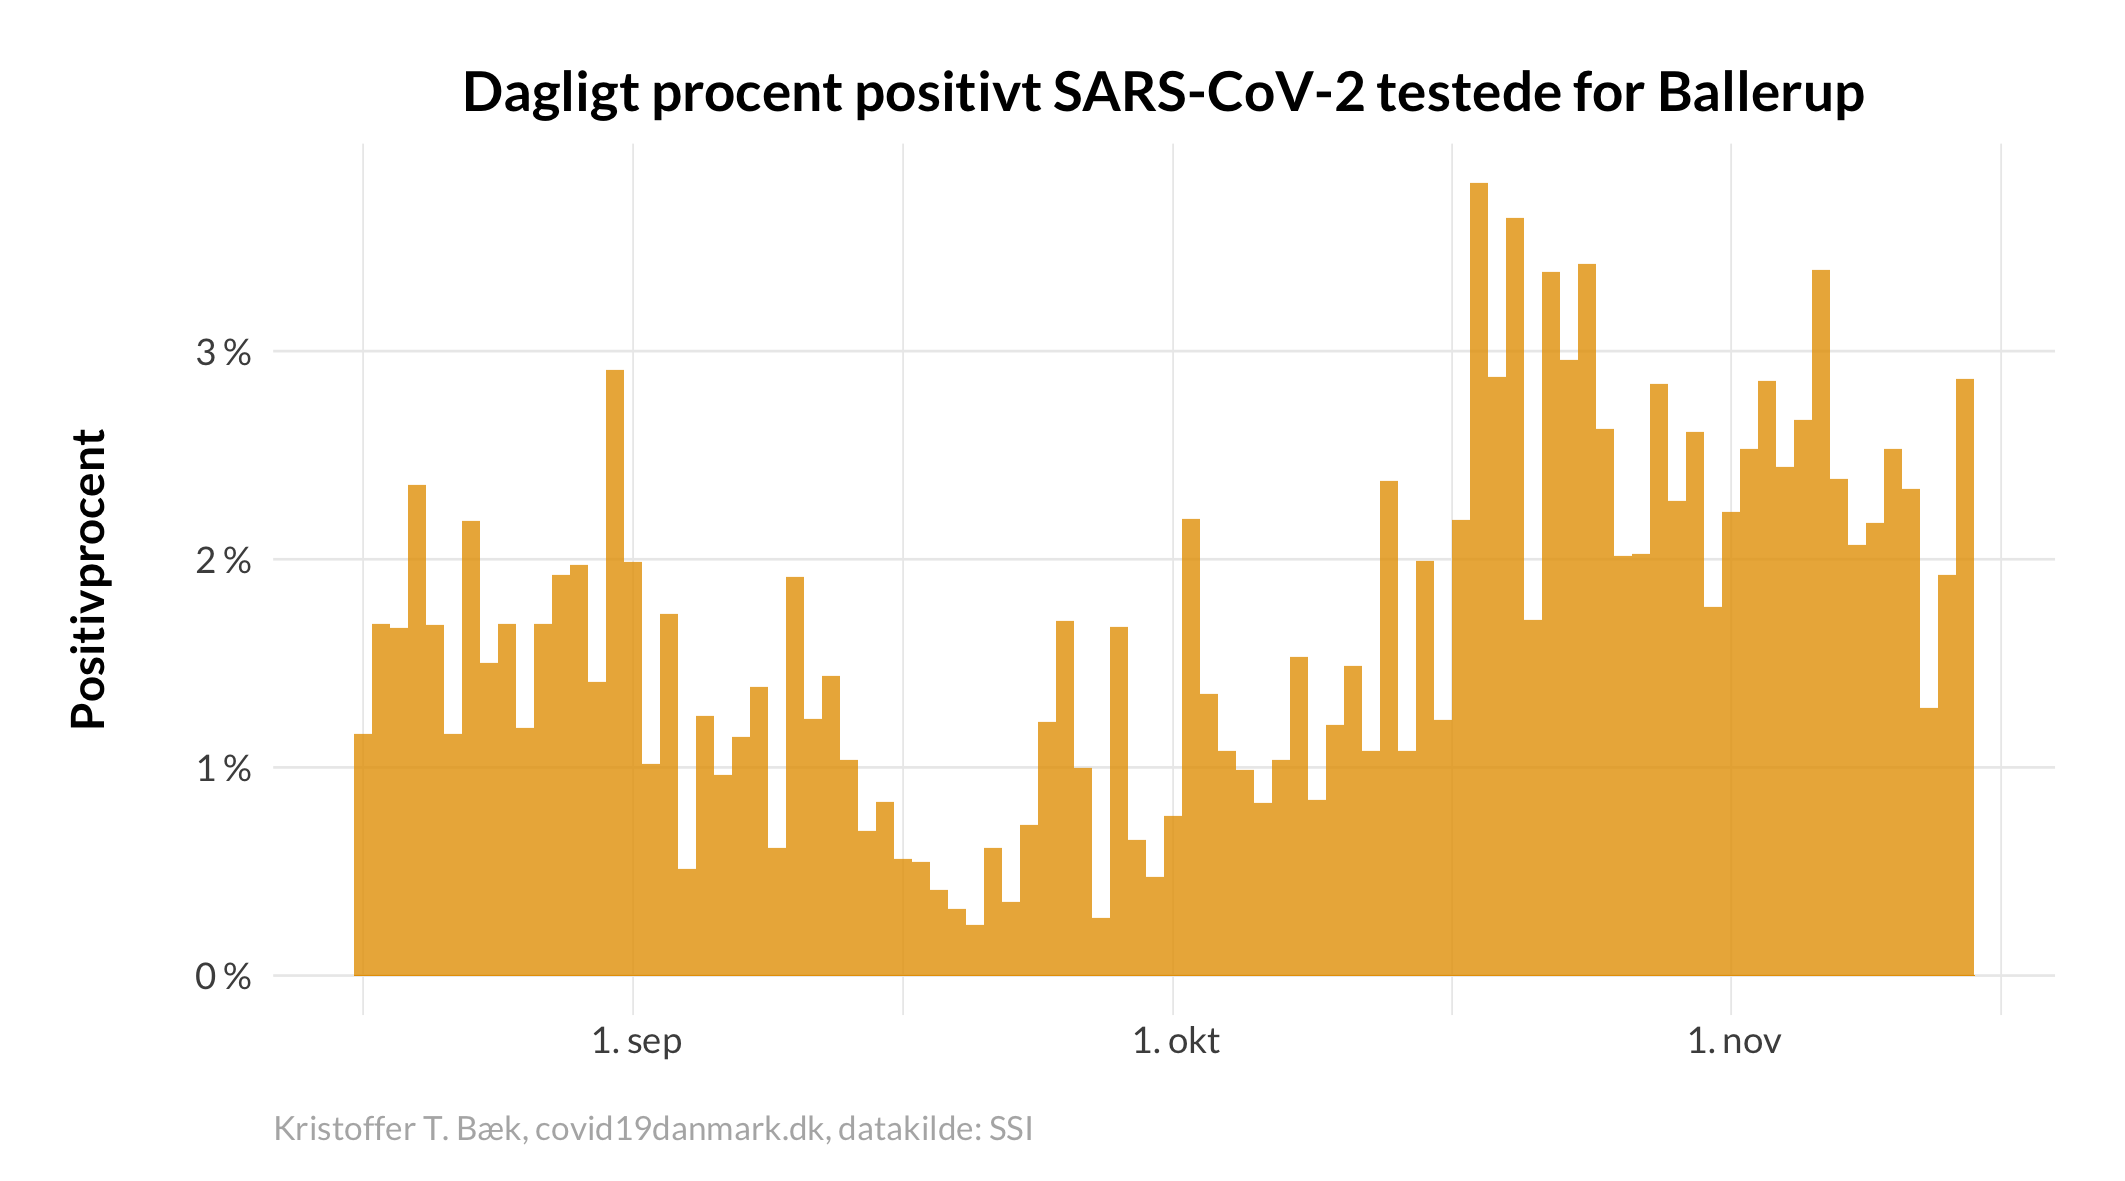 Dagligt procent positivt SARS-CoV-2 testede for Ballerup
Positivprocent
3 %
2 %
1 %
0 %
1. sep
1. okt
1. nov
Kristoffer T. Bæk, covid19danmark.dk, datakilde: SSI